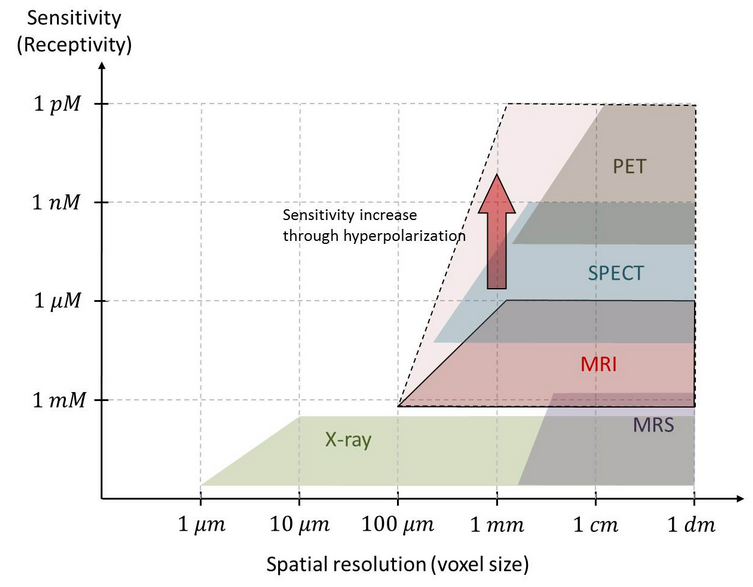 Sensitivity
(Receptivity)
1 pM
PET
1 nM
Sensitivity increase
through hyperpolarization
SPECT
1 μM
MRI
1 mM
MRS
X-ray
1 μm
10 μm
100 μm
1 mm
1 cm
1 dm
Spatial resolution (voxel size)